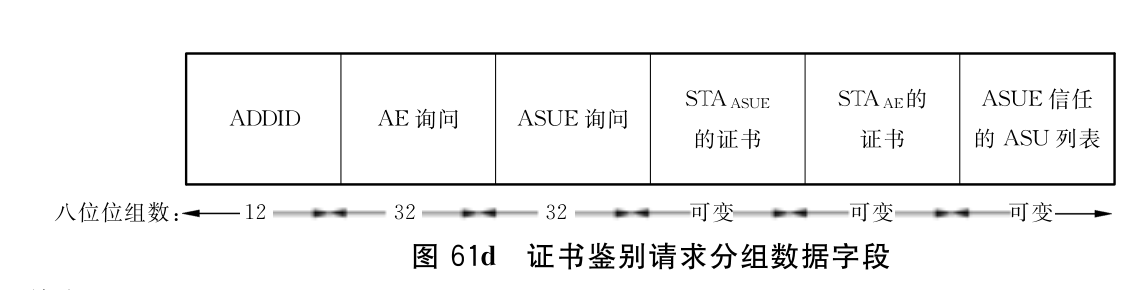 ADDID
AE 询问
ASUE 询问
STA ASUE
的证书
STA AE的
证书
ASUE 信任
的 ASU 列表
八位位组数: 12 32 32 可变 可变 可变
图 61d 证书鉴别请求分组数据字段